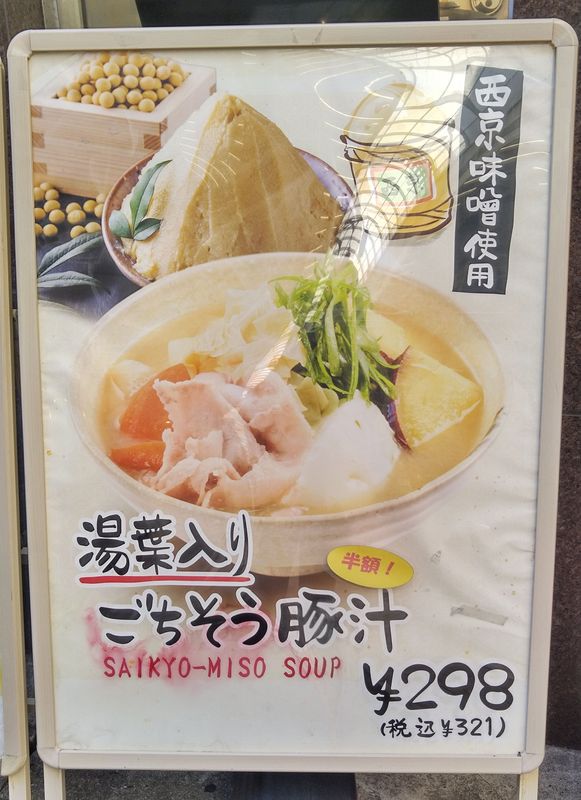 西京味噌使用
湯葉入り
半額！
ごちそう豚汁
SAIKYO-MISO SOUP
¥298
(税込¥321)